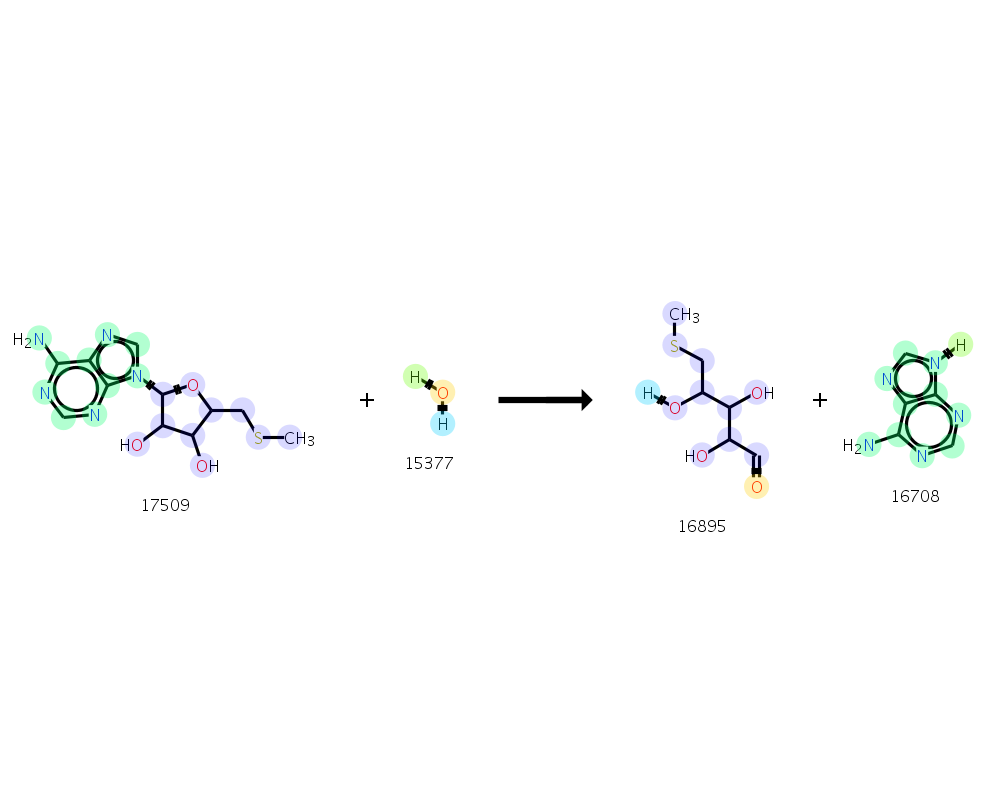 H2N N N N N O HO OH S CH3
17509
+
H O H
15377
+
CH3 S H O OH HO O
16895
N N H N N H2N
16708